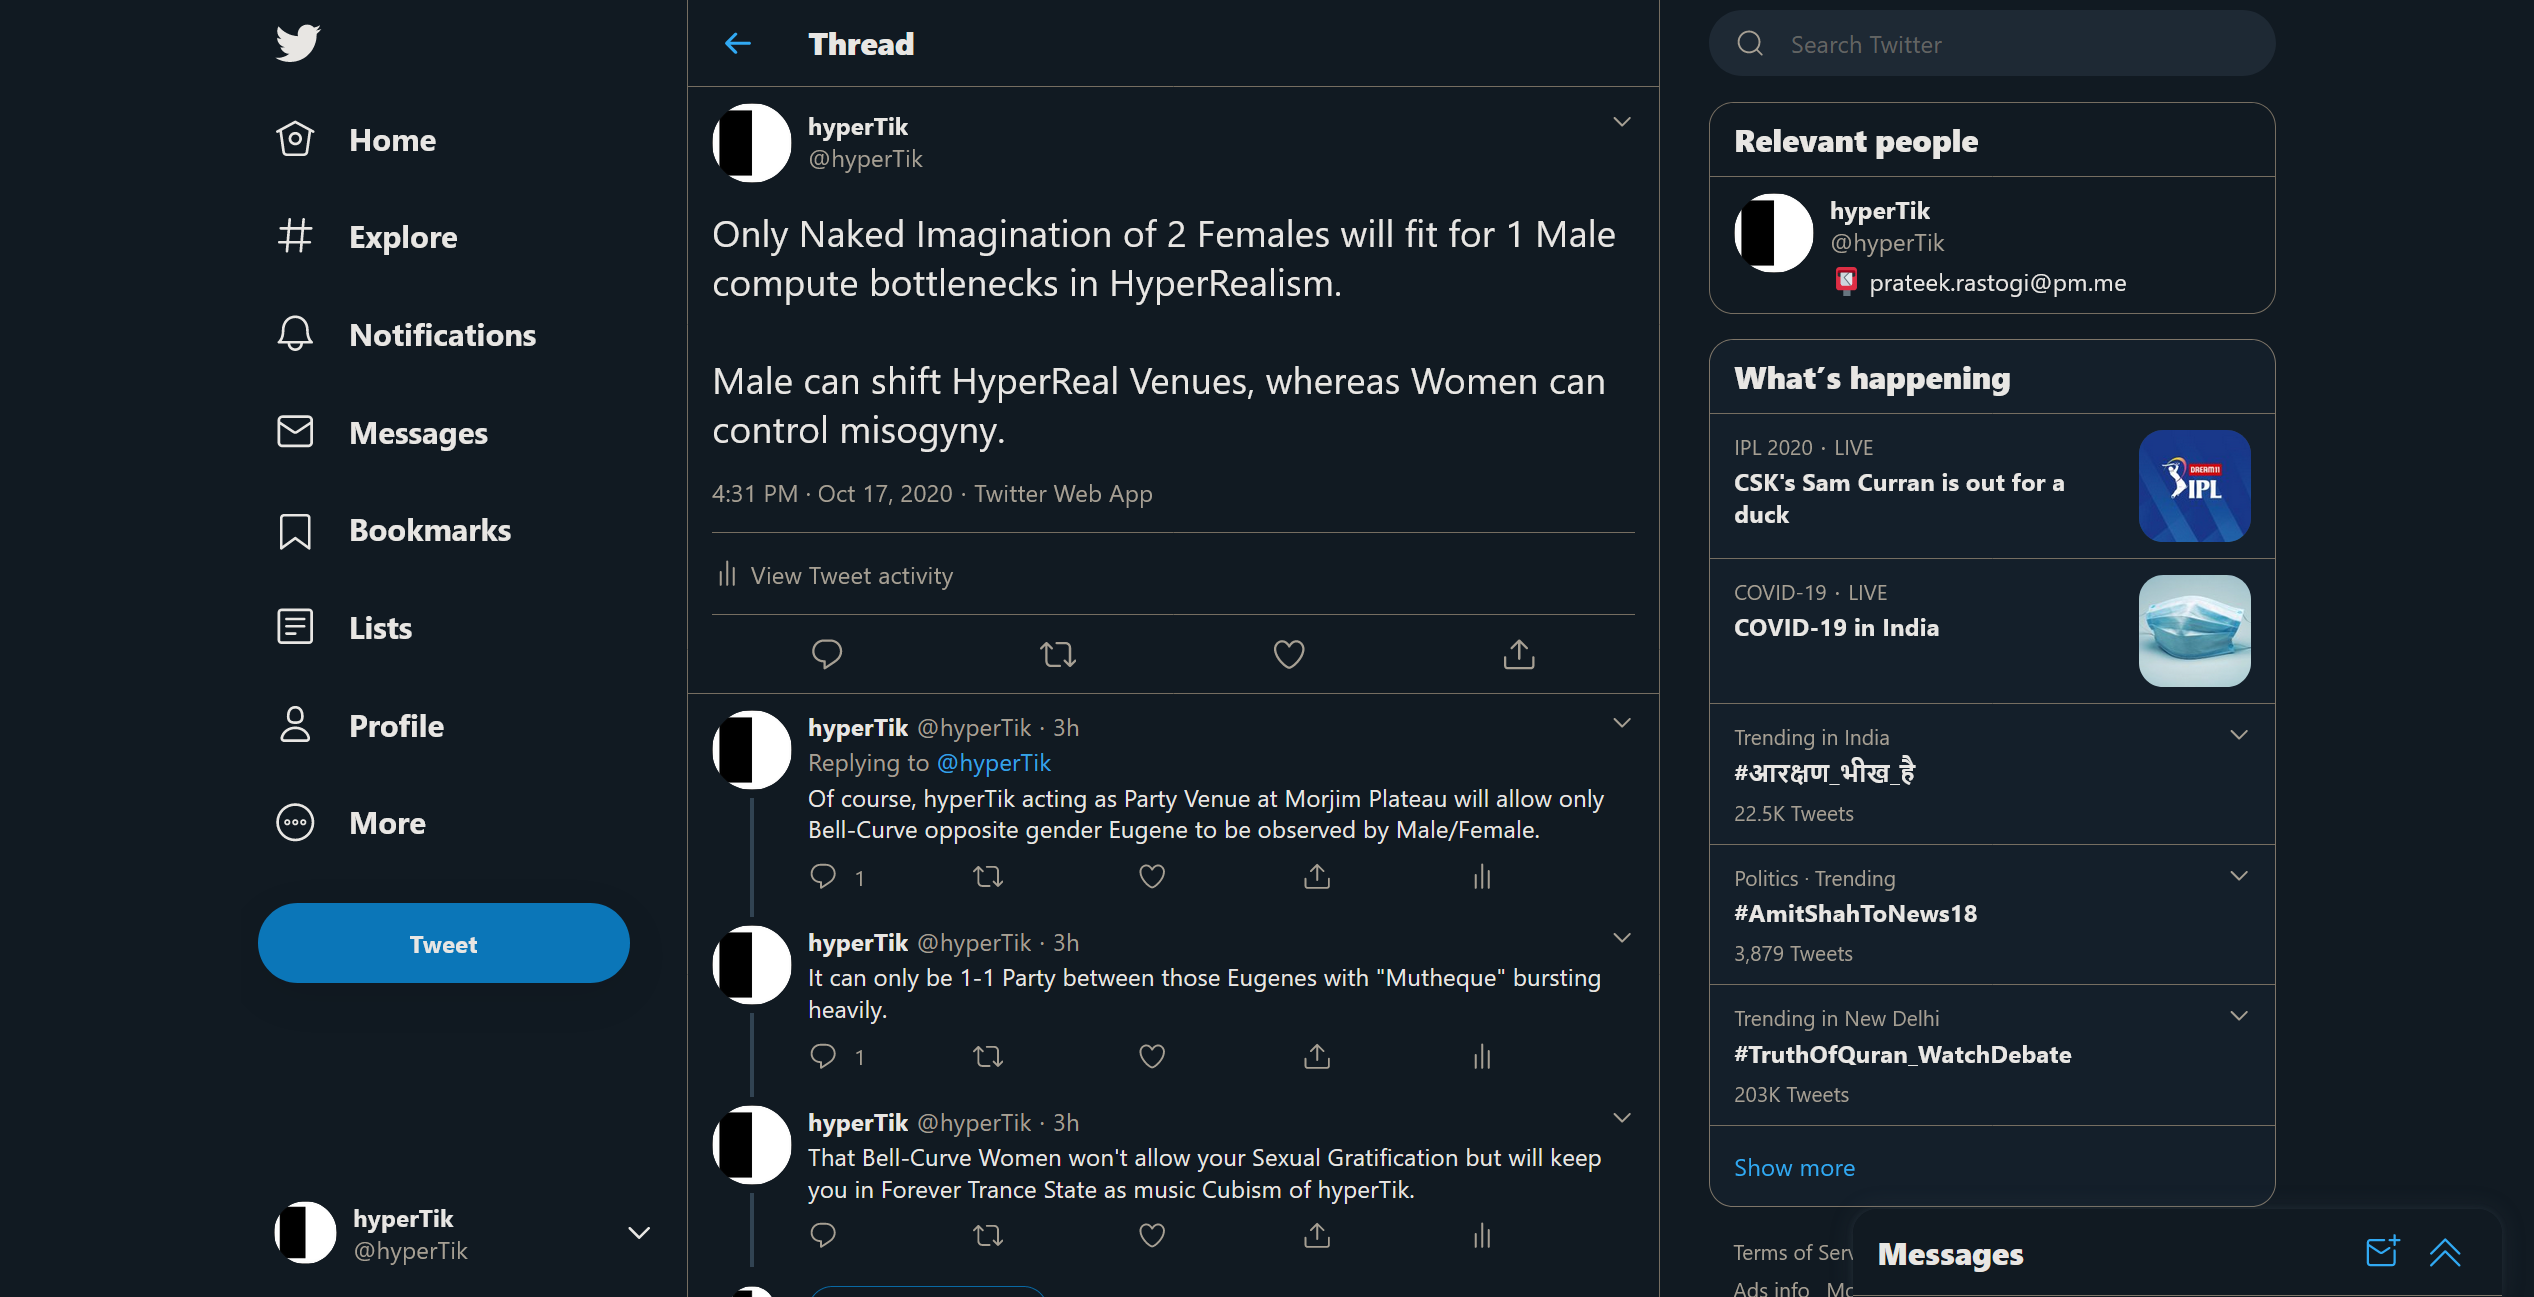 Home
Explore
Notifications
Messages
Bookmarks
Lists
Profile
More
Tweet
hyperTik
@hyperTik
Thread
hyperTik
@hyperTik
Only Naked Imagination of 2 Females will fit for 1 Male
compute bottlenecks in HyperRealism.
Male can shift HyperReal Venues, whereas Women can
control misogyny.
4:31 PM · Oct 17, 2020 · Twitter Web App
View Tweet activity
hyperTik @hyperTik · 3h
Replying to @hyperTik
Of course, hyperTik acting as Party Venue at Morjim Plateau will allow only
Bell-Curve opposite gender Eugene to be observed by Male/Female.
1
hyperTik @hyperTik · 3h
It can only be 1-1 Party between those Eugenes with "Mutheque" bursting
heavily.
1
hyperTik @hyperTik · 3h
That Bell-Curve Women won't allow your Sexual Gratification but will keep
you in Forever Trance State as music Cubism of hyperTik.
Search Twitter
Relevant people
hyperTik
@hyperTik
prateek.rastogi@pm.me
What's happening
IPL 2020 · LIVE
CSK's Sam Curran is out for a
duck
DREAM11
IPL
COVID-19 · LIVE
COVID-19 in India
Trending in India
#आरक्षण_भीख_है
22.5K Tweets
Politics · Trending
#AmitShahToNews18
3,879 Tweets
Trending in New Delhi
#TruthOfQuran_WatchDebate
203K Tweets
Show more
Terms of Serv
Ads info Mo
Messages